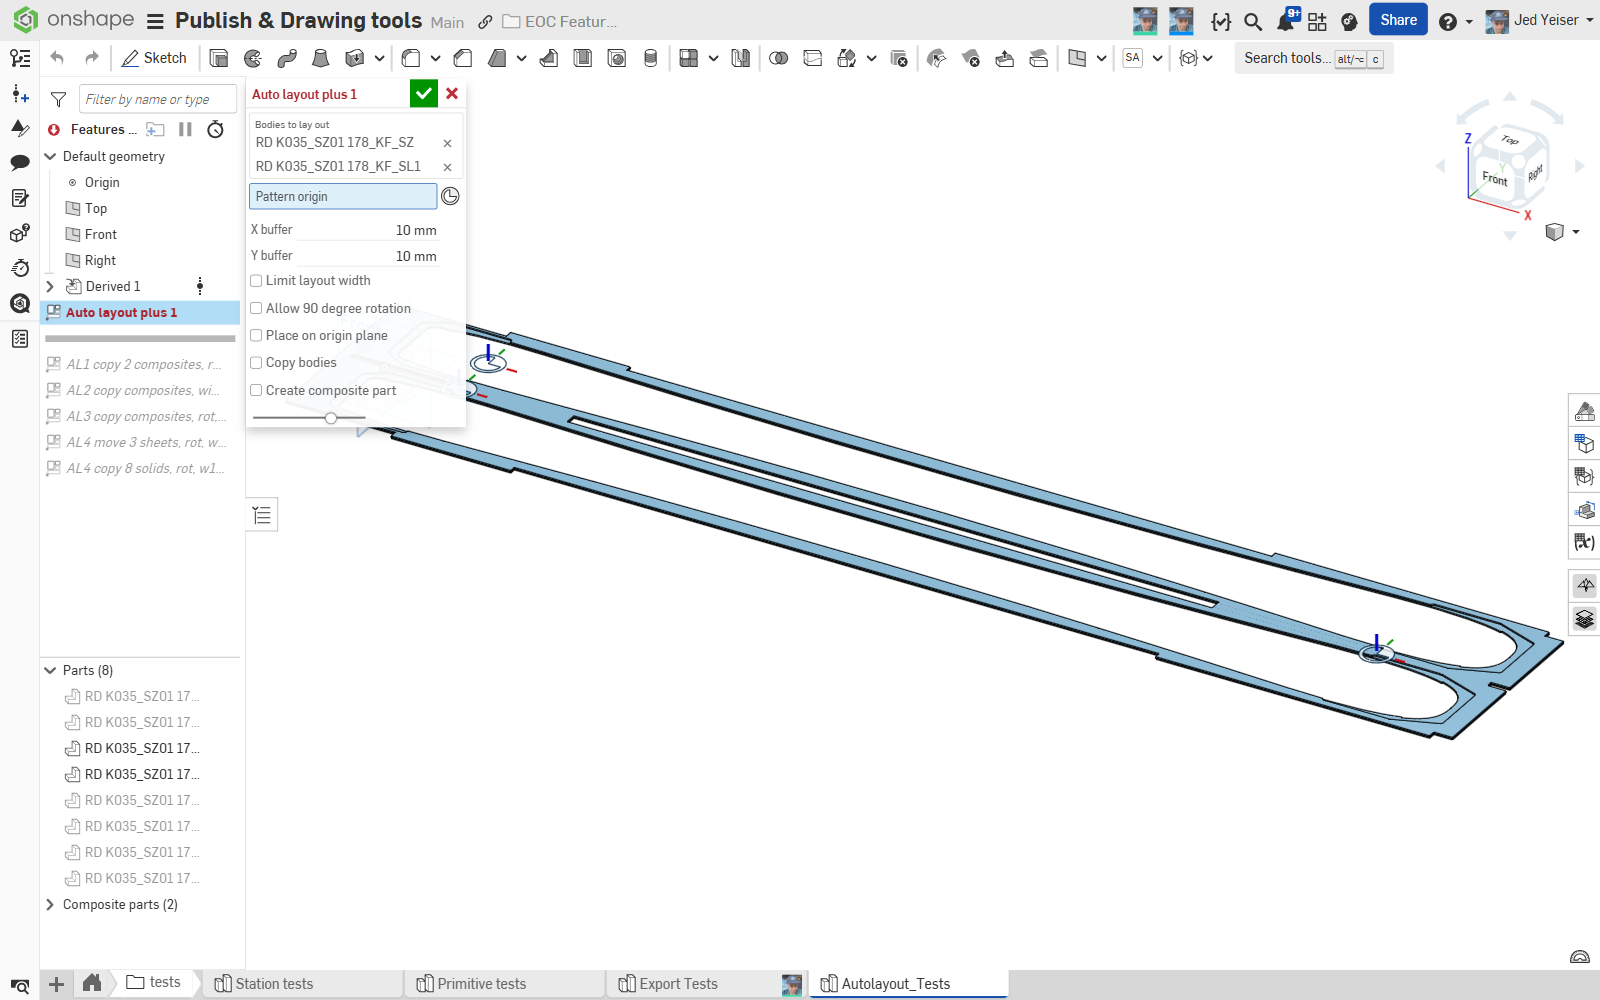 onshape
Publish & Drawing tools
Main
EOC Featur...
9+
Share
Jed Yeiser
Sketch
SA
Search tools...
alt/⌥
c
Filter by name or type
Features ...
Default geometry
Origin
Top
Front
Right
Derived 1
Auto layout plus 1
AL1 copy 2 composites, r...
AL2 copy composites, wi...
AL3 copy composites, rot,...
AL4 move 3 sheets, rot, w...
AL4 copy 8 solids, rot, w1...
Parts (8)
RD K035_SZ01 17...
RD K035_SZ01 17...
RD K035_SZ01 17...
RD K035_SZ01 17...
RD K035_SZ01 17...
RD K035_SZ01 17...
RD K035_SZ01 17...
RD K035_SZ01 17...
Composite parts (2)
Auto layout plus 1
Bodies to lay out
RD K035_SZ01 178_KF_SZ
RD K035_SZ01 178_KF_SL1
Pattern origin
X buffer 10 mm
Y buffer 10 mm
Limit layout width
Allow 90 degree rotation
Place on origin plane
Copy bodies
Create composite part
Z
Top
Y
Front
Right
X
tests
Station tests
Primitive tests
Export Tests
Autolayout_Tests